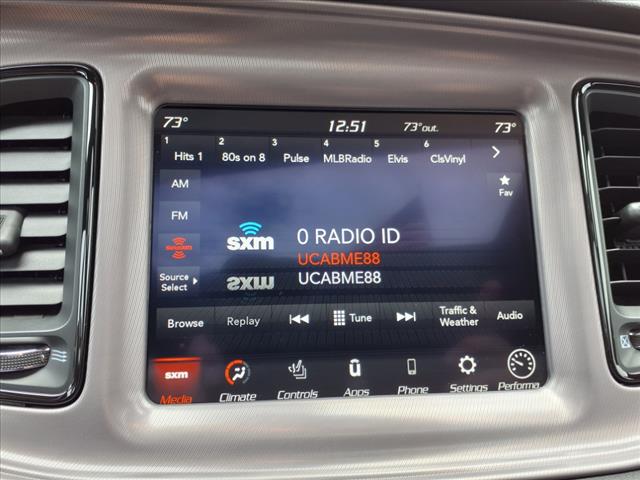 73° 12:51 73°out. 73°
1 2 3 4 5 6
Hits 1 80s on 8 Pulse MLBRadio Elvis ClsVinyl
AM
Fav
FM
sxm 0 RADIO ID
siriusxm UCABME88
UCABME88
Source
Select
Browse Replay Tune Traffic &
Weather Audio
sxm ū
Media Climate Controls Apps Phone Settings Performa